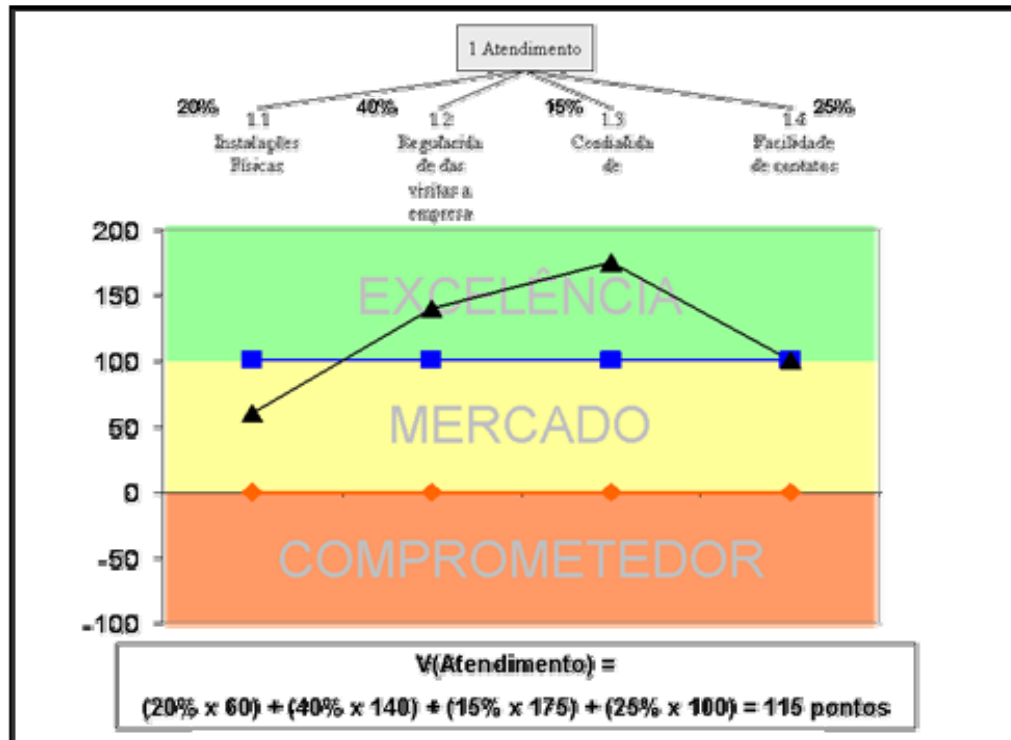 1 Atendimento
20% 40% 15% 25%
1.1 1.2 1.3 1.4
Instalações Regularida Cordialida Facilidade
Físicas de das de de contatos
visitas a
empresa
200
150
EXCELÊNCIA
100
50
MERCADO
0
-50
COMPROMETEDOR
-100
V(Atendimento) =
(20% x 60) + (40% x 140) + (15% x 175) + (25% x 100) = 115 pontos